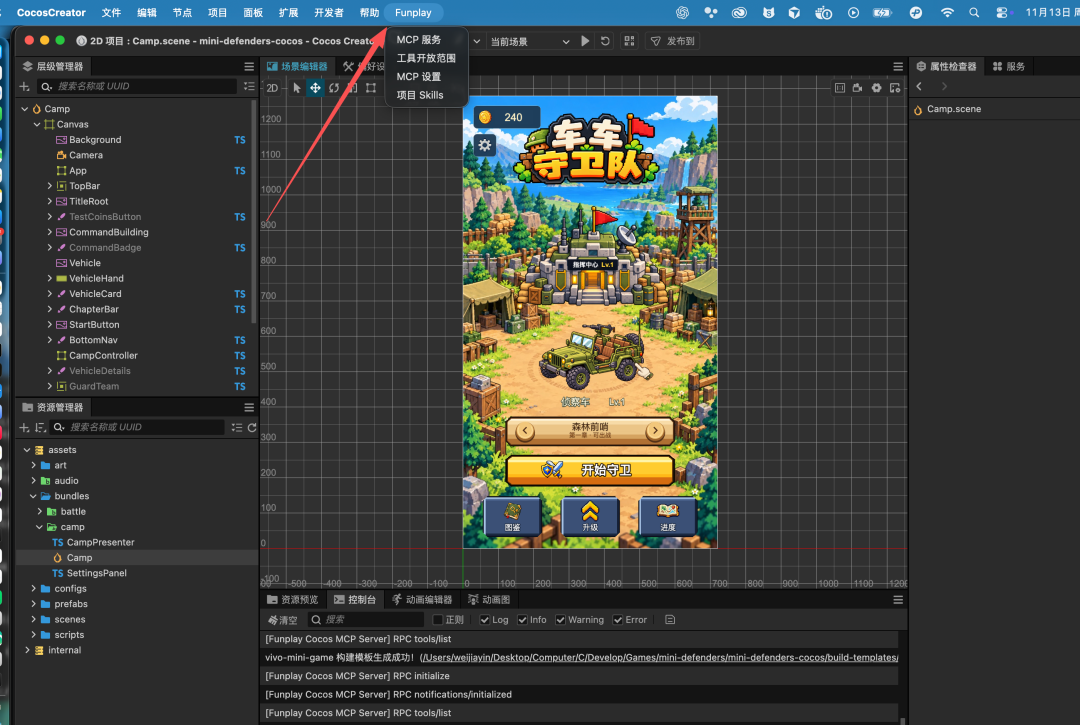 CocosCreator 文件 编辑 节点 项目 面板 扩展 开发者 帮助 Funplay 11月13日
2D 项目：Camp.scene - mini-defenders-cocos - Cocos Creato
当前场景 发布到
MCP 服务
工具开放范围
MCP 设置
项目 Skills
层级管理器
搜索名称或 UUID
Camp
Canvas
Background TS
Camera
App TS
TopBar
TitleRoot
TestCoinsButton TS
CommandBuilding
CommandBadge TS
Vehicle
VehicleHand
VehicleCard TS
ChapterBar TS
StartButton
BottomNav TS
CampController TS
VehicleDetails TS
GuardTeam TS
资源管理器
搜索名称或 UUID
assets
art
audio
bundles
battle
camp
TS CampPresenter
Camp
TS SettingsPanel
configs
prefabs
scenes
scripts
internal
场景编辑器
2D
1200
1100
1000
900
800
700
600
500
400
300
200
100
0
-100
00 -500 -400 -300 -200 -100 0 100 200 300 400 500 600 700 800 900 1000 1100 1200
240
车车
守卫队
指挥中心 Lv.1
侦察车 Lv.1
森林前哨
第一章·可出战
开始守卫
图鉴 升级 进度
属性检查器 服务
Camp.scene
资源预览 控制台 动画编辑器 动画图
清空 搜索 正则 Log Info Warning Error
[Funplay Cocos MCP Server] RPC tools/list
vivo-mini-game 构建模板生成成功！(/Users/weijiayin/Desktop/Computer/C/Develop/Games/mini-defenders/mini-defenders-cocos/build-templates/
[Funplay Cocos MCP Server] RPC initialize
[Funplay Cocos MCP Server] RPC notifications/initialized
[Funplay Cocos MCP Server] RPC tools/list